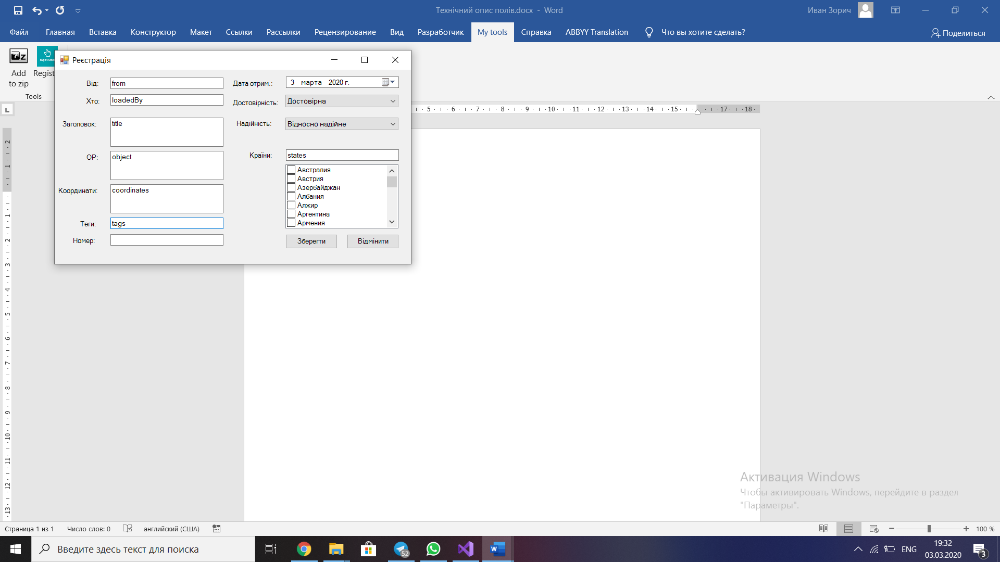 Технічний опис полів.docx - Word
Иван Зорич
Файл Главная Вставка Конструктор Макет Ссылки Рассылки Рецензирование Вид Разработчик My tools Справка ABBYY Translation Что вы хотите сделать? Поделиться
Add to zip
Regist
Tools
Реєстрація
Від: from
Хто: loadedBy
Заголовок: title
ОР: object
Координати: coordinates
Теги: tags
Номер:
Дата отрим.: 3 марта 2020 г.
Достовірність: Достовірна
Надійність: Відносно надійне
Країни: states
Австралия
Австрия
Азербайджан
Албания
Алжир
Аргентина
Армения
Зберегти Відмінити
5 6 7 8 9 10 11 12 13 14 15 17 18
2
1
1
2
3
4
5
6
7
8
9
10
11
12
13
Активация Windows
Чтобы активировать Windows, перейдите в раздел
"Параметры".
Страница 1 из 1 Число слов: 0 английский (США) 100 %
Введите здесь текст для поиска
52
ENG
19:32
03.03.2020
3